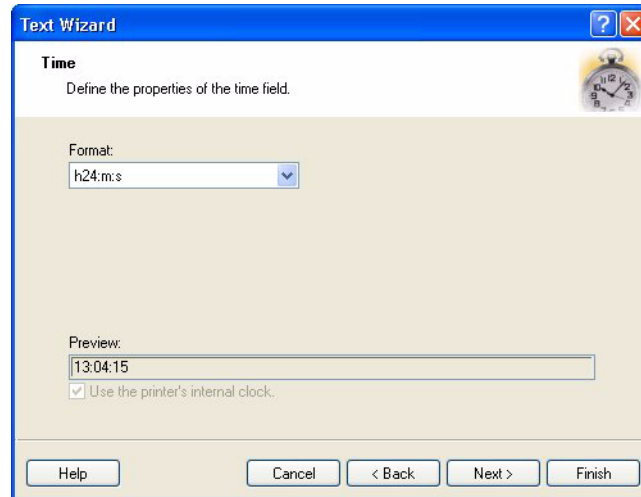 Text Wizard
Time
Define the properties of the time field.
Format:
h24:m:s
Preview:
13:04:15
Use the printer's internal clock.
Help Cancel < Back Next > Finish